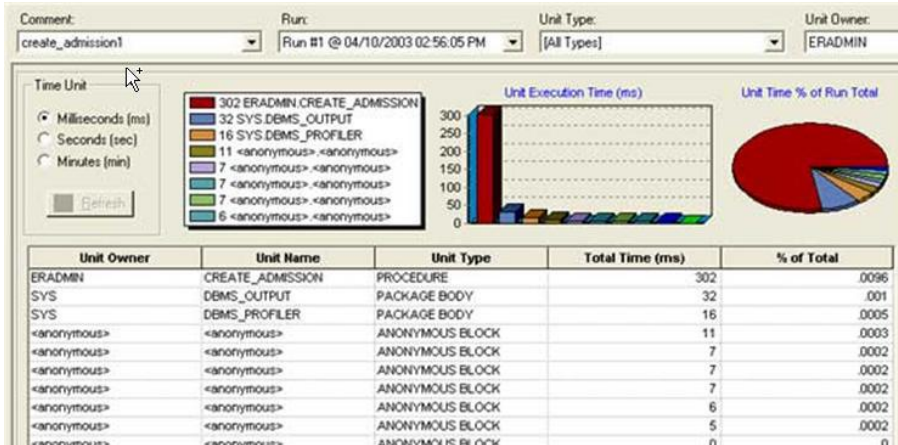 Comment: Run: Unit Type: Unit Owner:
create_admission1 Run #1 @ 04/10/2003 02:56:05 PM [All Types] ERADMIN
Time Unit
Milliseconds (ms)
Seconds (sec)
Minutes (min)
Refresh
302 ERADMIN.CREATE_ADMISSION
32 SYS.DBMS_OUTPUT
16 SYS.DBMS_PROFILER
11 <anonymous>.<anonymous>
7 <anonymous>.<anonymous>
7 <anonymous>.<anonymous>
7 <anonymous>.<anonymous>
6 <anonymous>.<anonymous>
Unit Execution Time (ms)
300
250
200
150
100
50
0
Unit Time % of Run Total
Unit Owner Unit Name Unit Type Total Time (ms) % of Total
ERADMIN CREATE_ADMISSION PROCEDURE 302 .0096
SYS DBMS_OUTPUT PACKAGE BODY 32 .001
SYS DBMS_PROFILER PACKAGE BODY 16 .0005
<anonymous> <anonymous> ANONYMOUS BLOCK 11 .0003
<anonymous> <anonymous> ANONYMOUS BLOCK 7 .0002
<anonymous> <anonymous> ANONYMOUS BLOCK 7 .0002
<anonymous> <anonymous> ANONYMOUS BLOCK 7 .0002
<anonymous> <anonymous> ANONYMOUS BLOCK 6 .0002
<anonymous> <anonymous> ANONYMOUS BLOCK 5 .0002
<anonymous> <anonymous> ANONYMOUS BLOCK 0 0